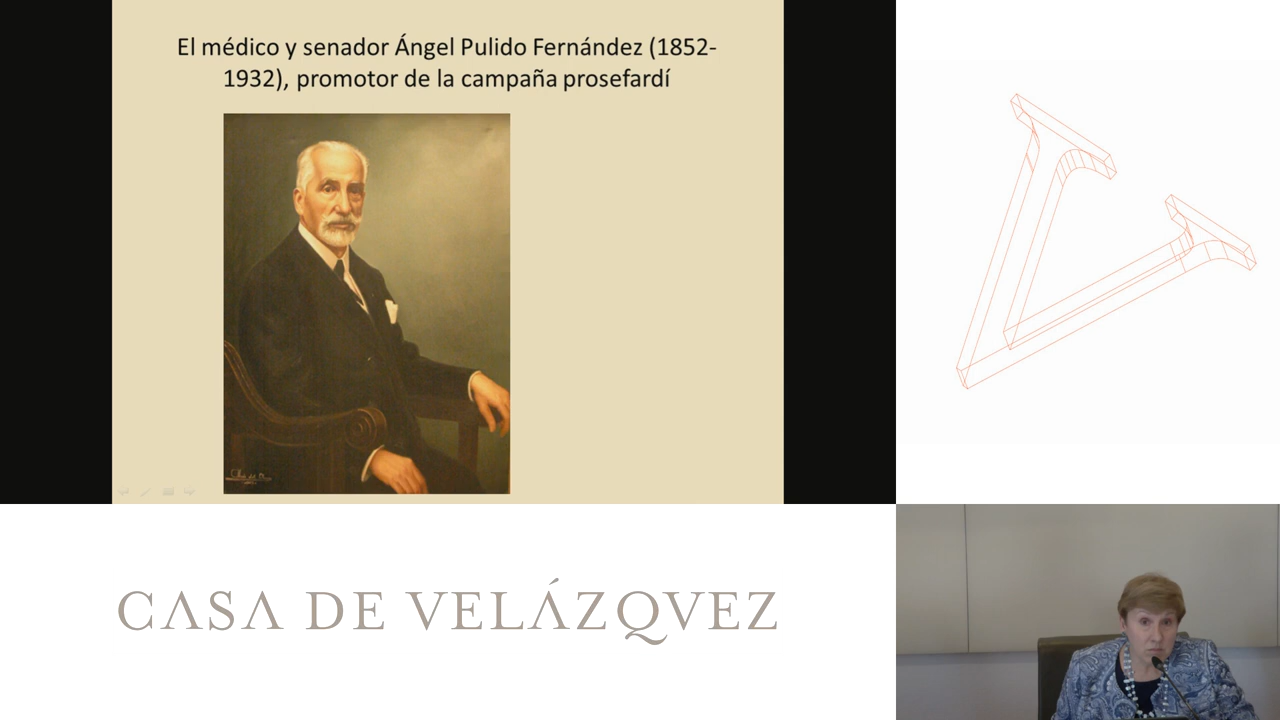 El médico y senador Ángel Pulido Fernández (1852-
1932), promotor de la campaña prosefardí
CASA DE VELÁZQVEZ